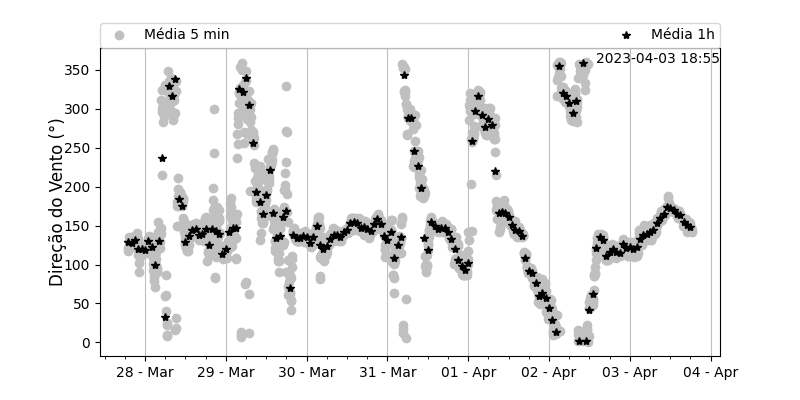 Média 5 min
Média 1h
2023-04-03 18:55
Direção do Vento (°)
350
300
250
200
150
100
50
0
28 - Mar
29 - Mar
30 - Mar
31 - Mar
01 - Apr
02 - Apr
03 - Apr
04 - Apr